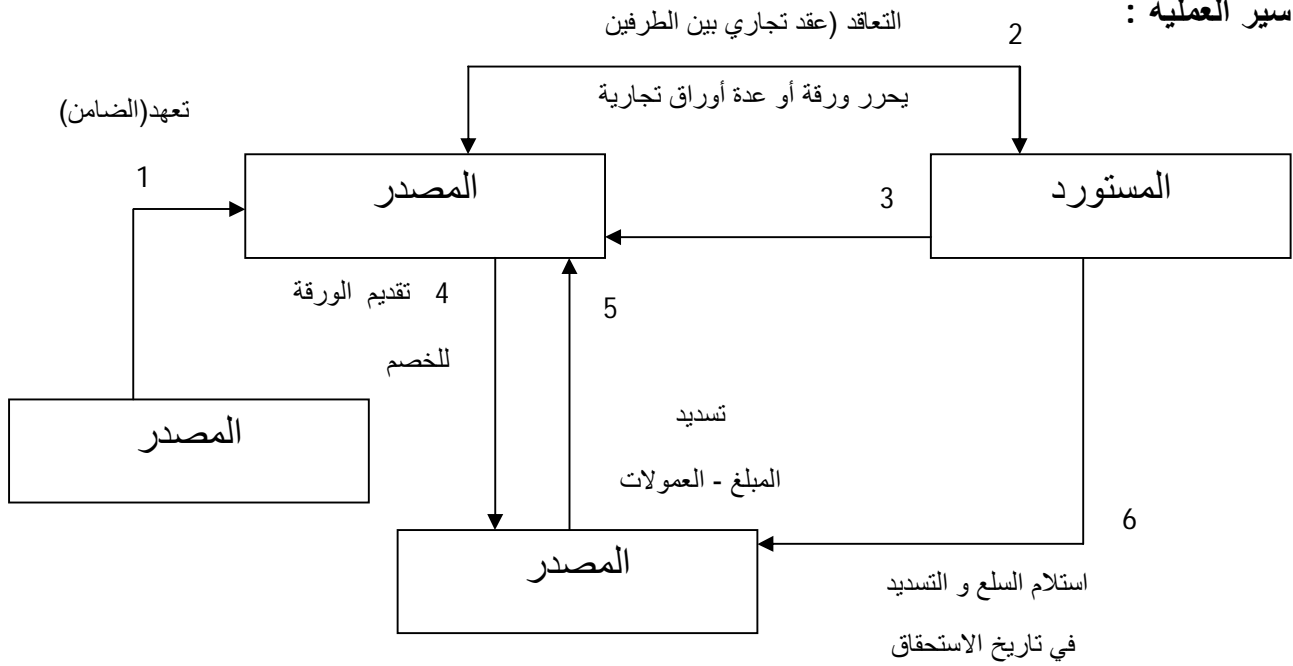 سير العملية :
التعاقد (عقد تجاري بين الطرفين
2
يحرر ورقة أو عدة أوراق تجارية
تعهد(الضامن)
1
المصدر
3
المستورد
4 تقديم الورقة
للخصم
5
المصدر
تسديد
المبلغ - العمولات
6
المصدر
استلام السلع و التسديد
في تاريخ الاستحقاق